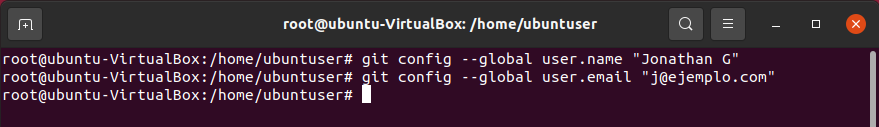 root@ubuntu-VirtualBox: /home/ubuntuser
root@ubuntu-VirtualBox:/home/ubuntuser# git config --global user.name "Jonathan G"
root@ubuntu-VirtualBox:/home/ubuntuser# git config --global user.email "j@ejemplo.com"
root@ubuntu-VirtualBox:/home/ubuntuser#